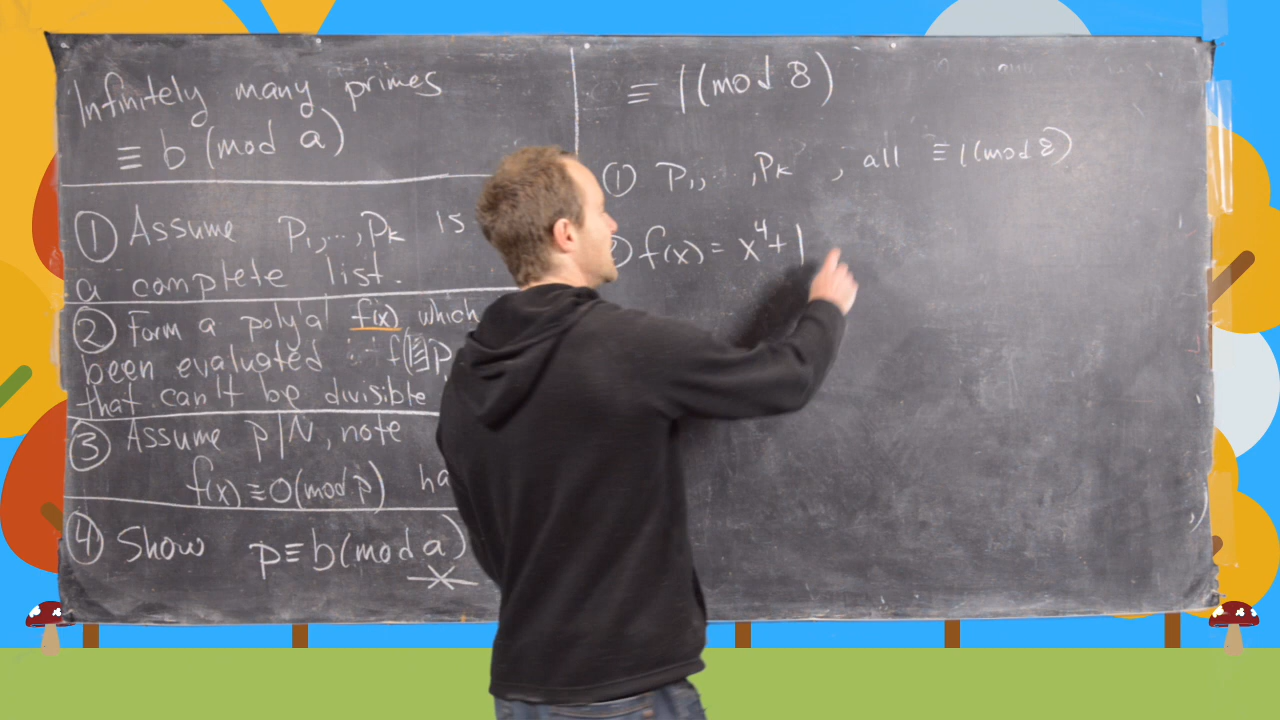 Infinitely many primes
≡ b (mod a)
① Assume P₁,...,Pₖ is
a complete list.
② Form a poly'al f(x) which
been evaluated f( P
that can't be divisible
③ Assume p|N, note
f(x) ≡ 0(mod p) ha
④ Show p ≡ b(mod a)
≡ 1(mod 8)
① P₁,...,Pₖ, all ≡ 1(mod 8)
② f(x) = x⁴+1